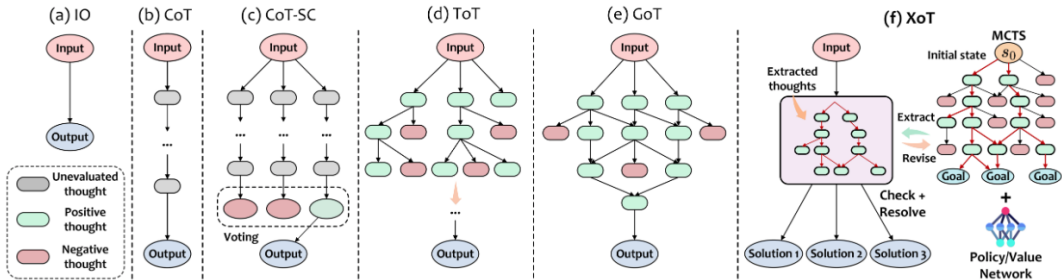 (a) IO
Input
Output
Unevaluated
thought
Positive
thought
Negative
thought
(b) CoT
Input
...
Output
(c) CoT-SC
Input
... ... ...
Voting
Output
(d) ToT
Input
...
Output
(e) GoT
Input
Output
(f) XoT
Input
Extracted
thoughts
Solution 1
Solution 2
Solution 3
Check +
Resolve
MCTS
Initial state
s0
Extract
Revise
Goal
Goal
Goal
+
Policy/Value
Network